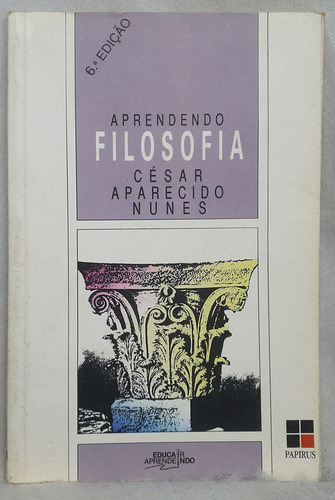 6.ª EDIÇÃO
APRENDENDO
FILOSOFIA
CÉSAR
APARECIDO
NUNES
EDUCAR
APRENDENDO
PAPIRUS